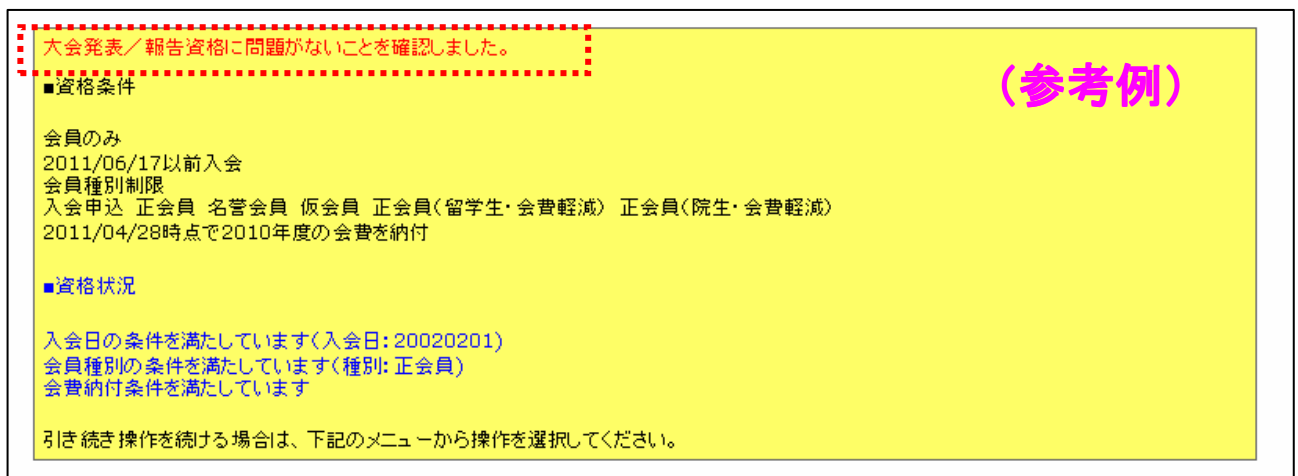 大会発表／報告資格に問題がないことを確認しました。
（参考例）
■資格条件
会員のみ
2011/06/17以前入会
会員種別制限
入会申込 正会員 名誉会員 仮会員 正会員(留学生・会費軽減) 正会員(院生・会費軽減)
2011/04/28時点で2010年度の会費を納付
■資格状況
入会日の条件を満たしています(入会日:20020201)
会員種別の条件を満たしています(種別:正会員)
会費納付条件を満たしています
引き続き操作を続ける場合は、下記のメニューから操作を選択してください。